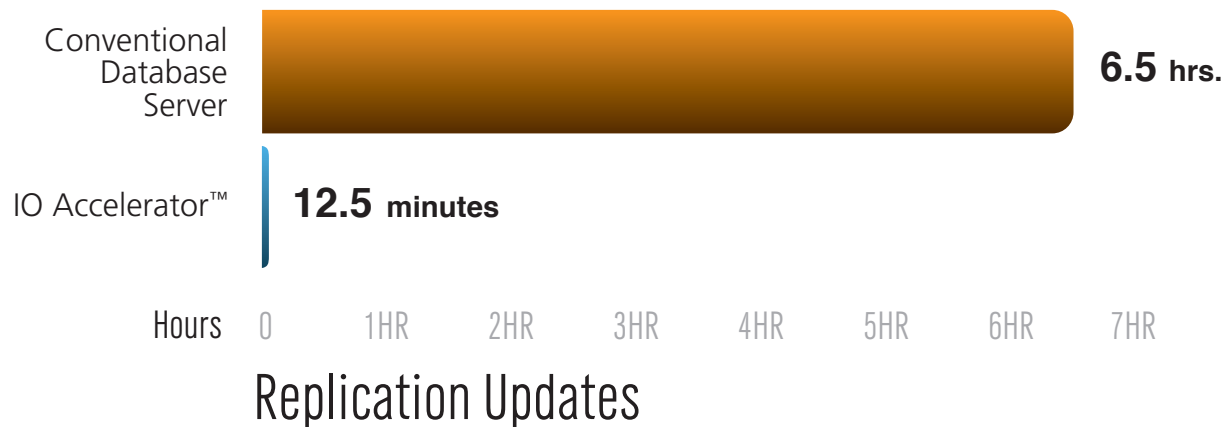 Conventional
Database
Server
6.5 hrs.
IO Accelerator™
12.5 minutes
Hours 0 1HR 2HR 3HR 4HR 5HR 6HR 7HR
Replication Updates